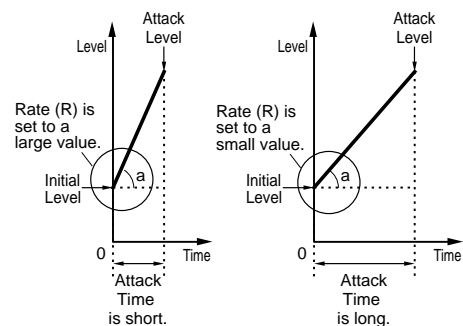 Attack
Level
Level
Rate (R) is
set to a
large value.
a
Initial
Level
0
Time
Attack
Time
is short.
Attack
Level
Level
Rate (R) is
set to a
small value.
a
Initial
Level
0
Time
Attack
Time
is long.